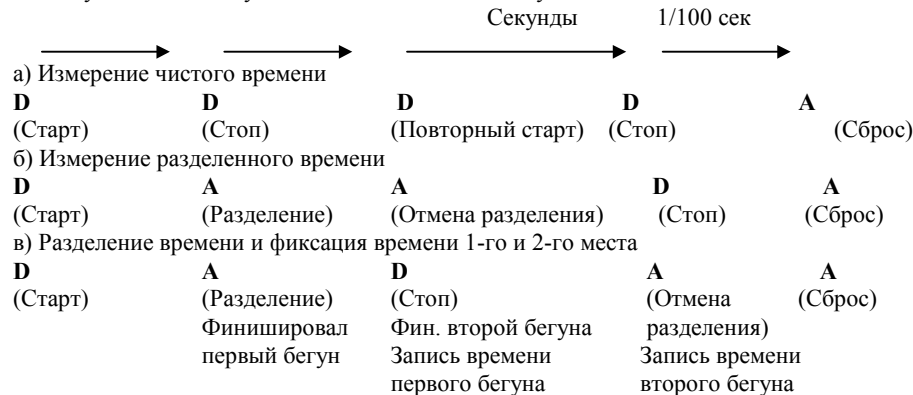 Секунды 1/100 сек
а) Измерение чистого времени
D D D D A
(Старт) (Стоп) (Повторный старт) (Стоп) (Сброс)
б) Измерение разделенного времени
D A A D A
(Старт) (Разделение) (Отмена разделения) (Стоп) (Сброс)
в) Разделение времени и фиксация времени 1-го и 2-го места
D A D A A
(Старт) (Разделение) (Стоп) (Отмена (Сброс)
Финишировал Фин. второй бегуна разделения)
первый бегун Запись времени Запись времени
первого бегуна второго бегуна